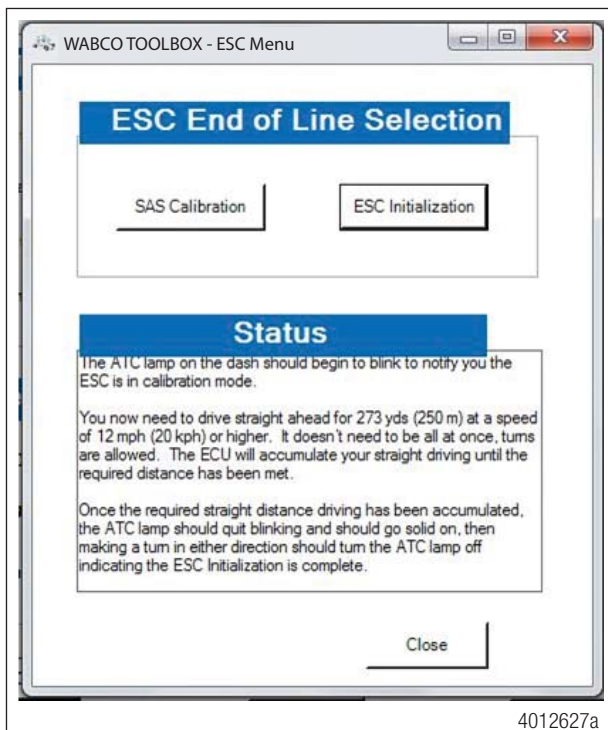 WABCO TOOLBOX - ESC Menu
ESC End of Line Selection
SAS Calibration
ESC Initialization
Status
The ATC lamp on the dash should begin to blink to notify you the
ESC is in calibration mode.
You now need to drive straight ahead for 273 yds (250 m) at a speed
of 12 mph (20 kph) or higher.  It doesn't need to be all at once, turns
are allowed.  The ECU will accumulate your straight driving until the
required distance has been met.
Once the required straight distance driving has been accumulated,
the ATC lamp should quit blinking and should go solid on, then
making a turn in either direction should turn the ATC lamp off
indicating the ESC Initialization is complete.
Close
4012627a